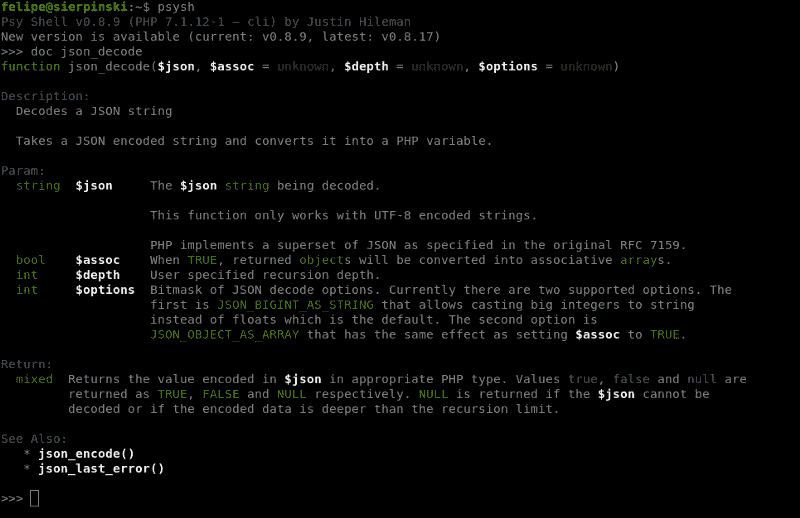 felipe@sierpinski:~$ psysh
Psy Shell v0.8.9 (PHP 7.1.12-1 — cli) by Justin Hileman
New version is available (current: v0.8.9, latest: v0.8.17)
>>> doc json_decode
function json_decode($json, $assoc = unknown, $depth = unknown, $options = unknown)
Description:
Decodes a JSON string
Takes a JSON encoded string and converts it into a PHP variable.
Param:
string $json The $json string being decoded.
This function only works with UTF-8 encoded strings.
PHP implements a superset of JSON as specified in the original RFC 7159.
bool $assoc When TRUE, returned objects will be converted into associative arrays.
int $depth User specified recursion depth.
int $options Bitmask of JSON decode options. Currently there are two supported options. The
first is JSON_BIGINT_AS_STRING that allows casting big integers to string
instead of floats which is the default. The second option is
JSON_OBJECT_AS_ARRAY that has the same effect as setting $assoc to TRUE.
Return:
mixed Returns the value encoded in $json in appropriate PHP type. Values true, false and null are
returned as TRUE, FALSE and NULL respectively. NULL is returned if the $json cannot be
decoded or if the encoded data is deeper than the recursion limit.
See Also:
* json_encode()
* json_last_error()
>>>